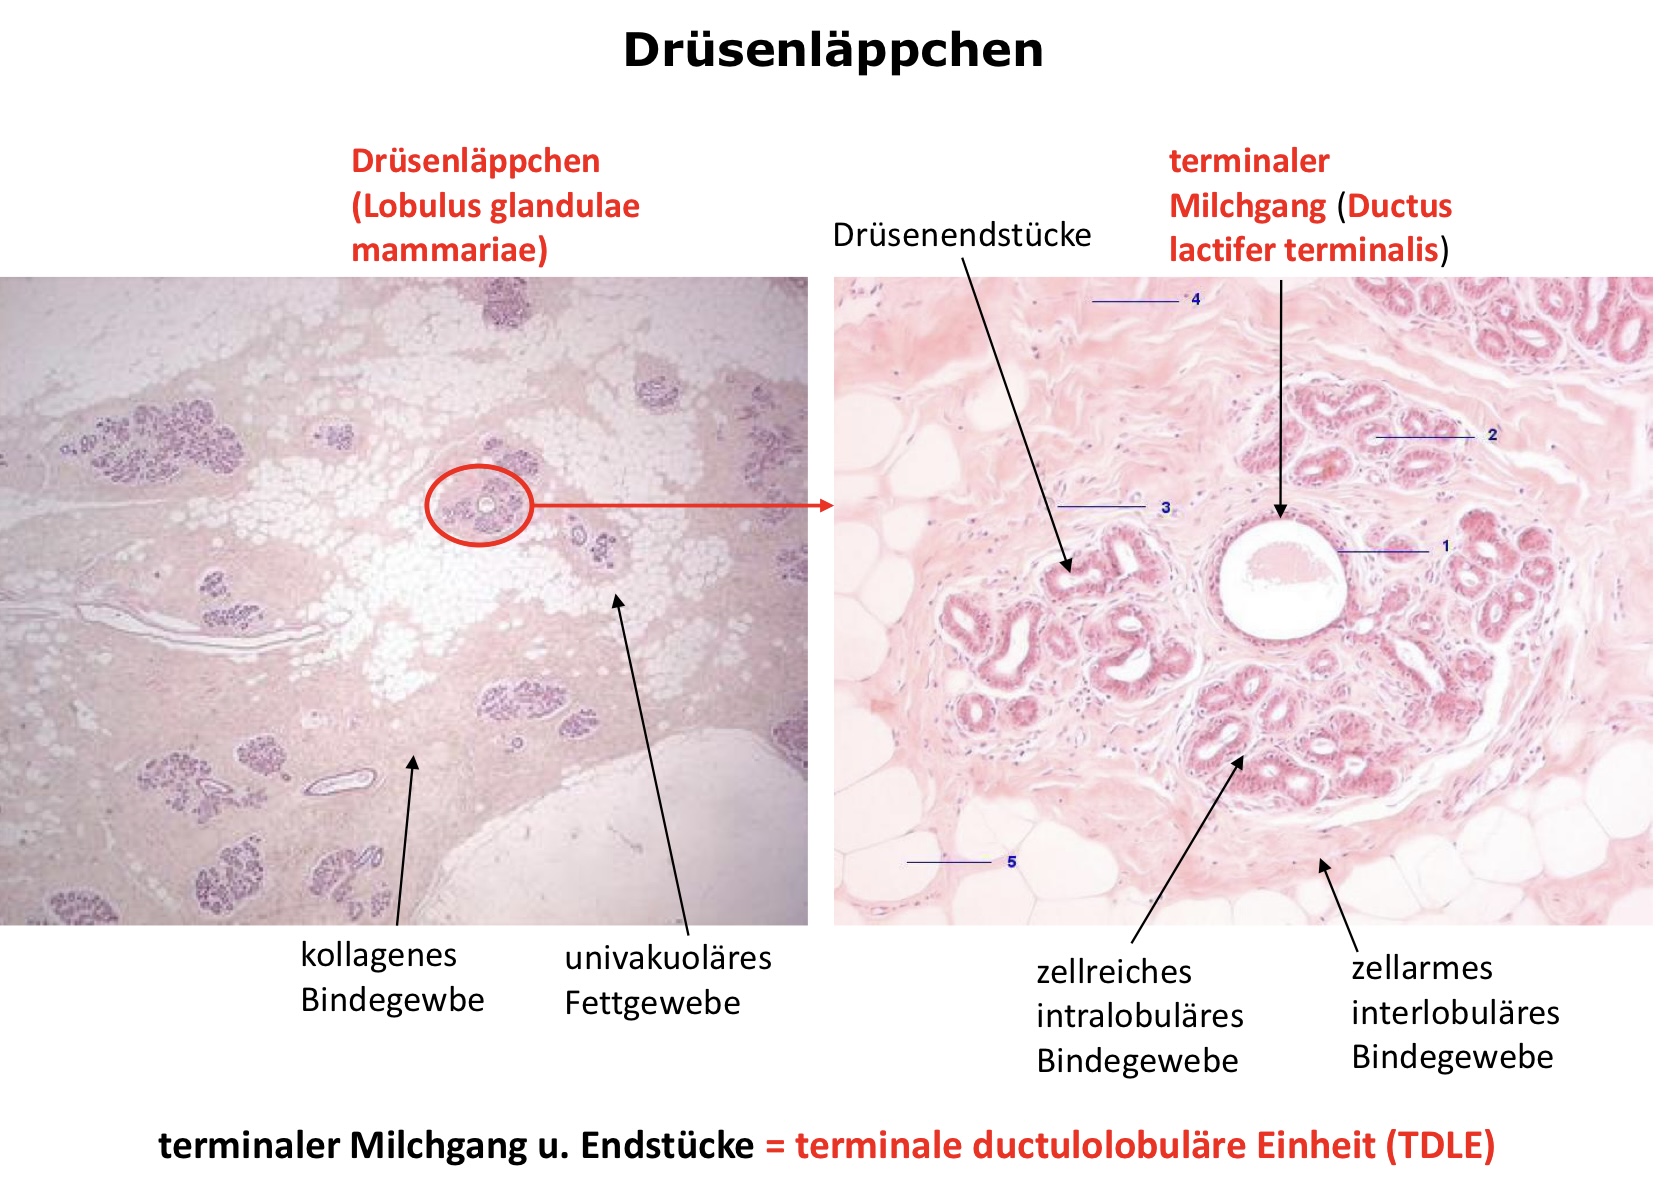 Drüsenläppchen
Drüsenläppchen
(Lobulus glandulae
mammariae)
Drüsenendstücke
terminaler
Milchgang (Ductus
lactifer terminalis)
4
2
3
1
5
kollagenes
Bindegewbe
univakuoläres
Fettgewebe
zellreiches
intralobuläres
Bindegewebe
zellarmes
interlobuläres
Bindegewebe
terminaler Milchgang u. Endstücke = terminale ductulolobuläre Einheit (TDLE)